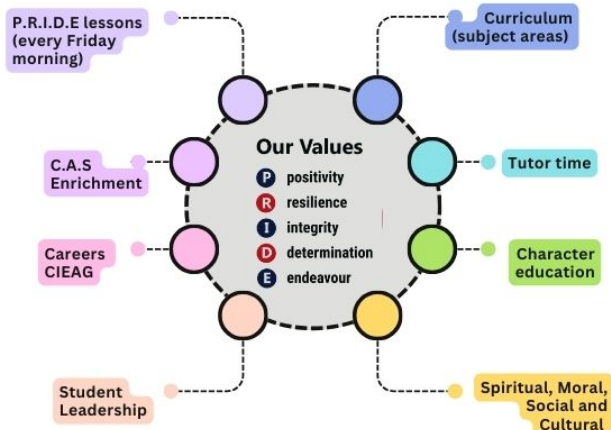 P.R.I.D.E lessons
(every Friday
morning)
Curriculum
(subject areas)
C.A.S
Enrichment
Tutor time
Careers
CIEAG
Character
education
Student
Leadership
Spiritual, Moral,
Social and
Cultural
Our Values
P positivity
R resilience
I integrity
D determination
E endeavour